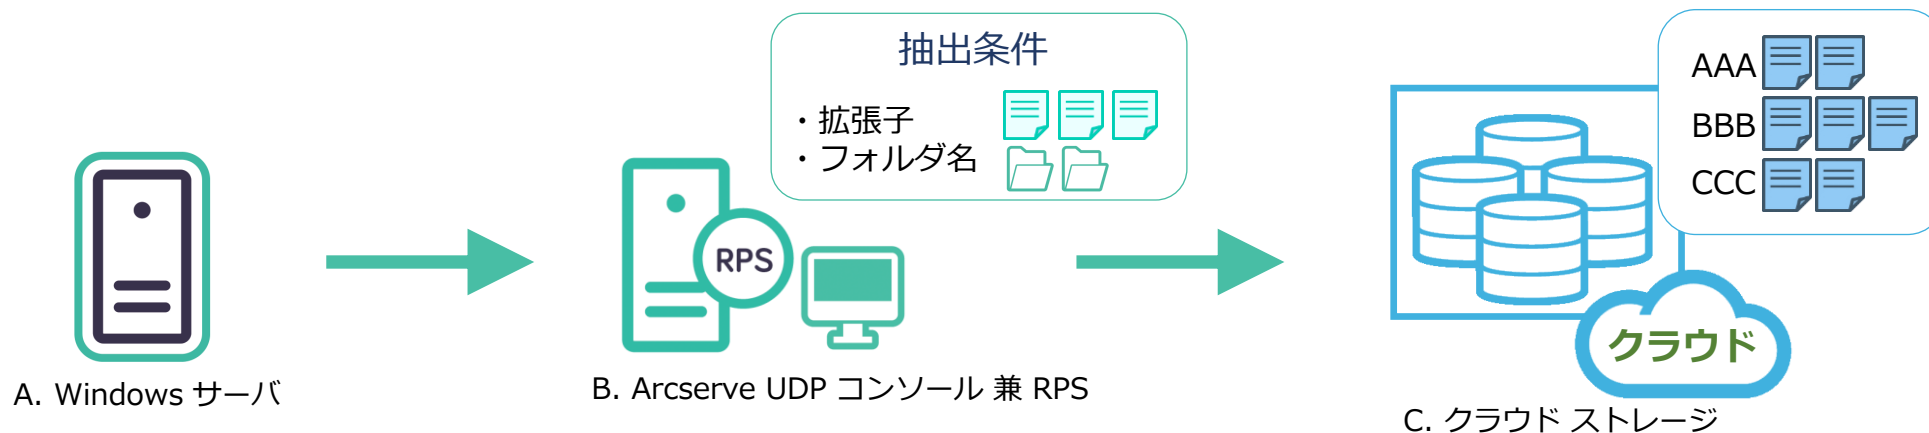 抽出条件
・拡張子
・フォルダ名
AAA
BBB
CCC
RPS
クラウド
A. Windows サーバ
B. Arcserve UDP コンソール 兼 RPS
C. クラウド ストレージ